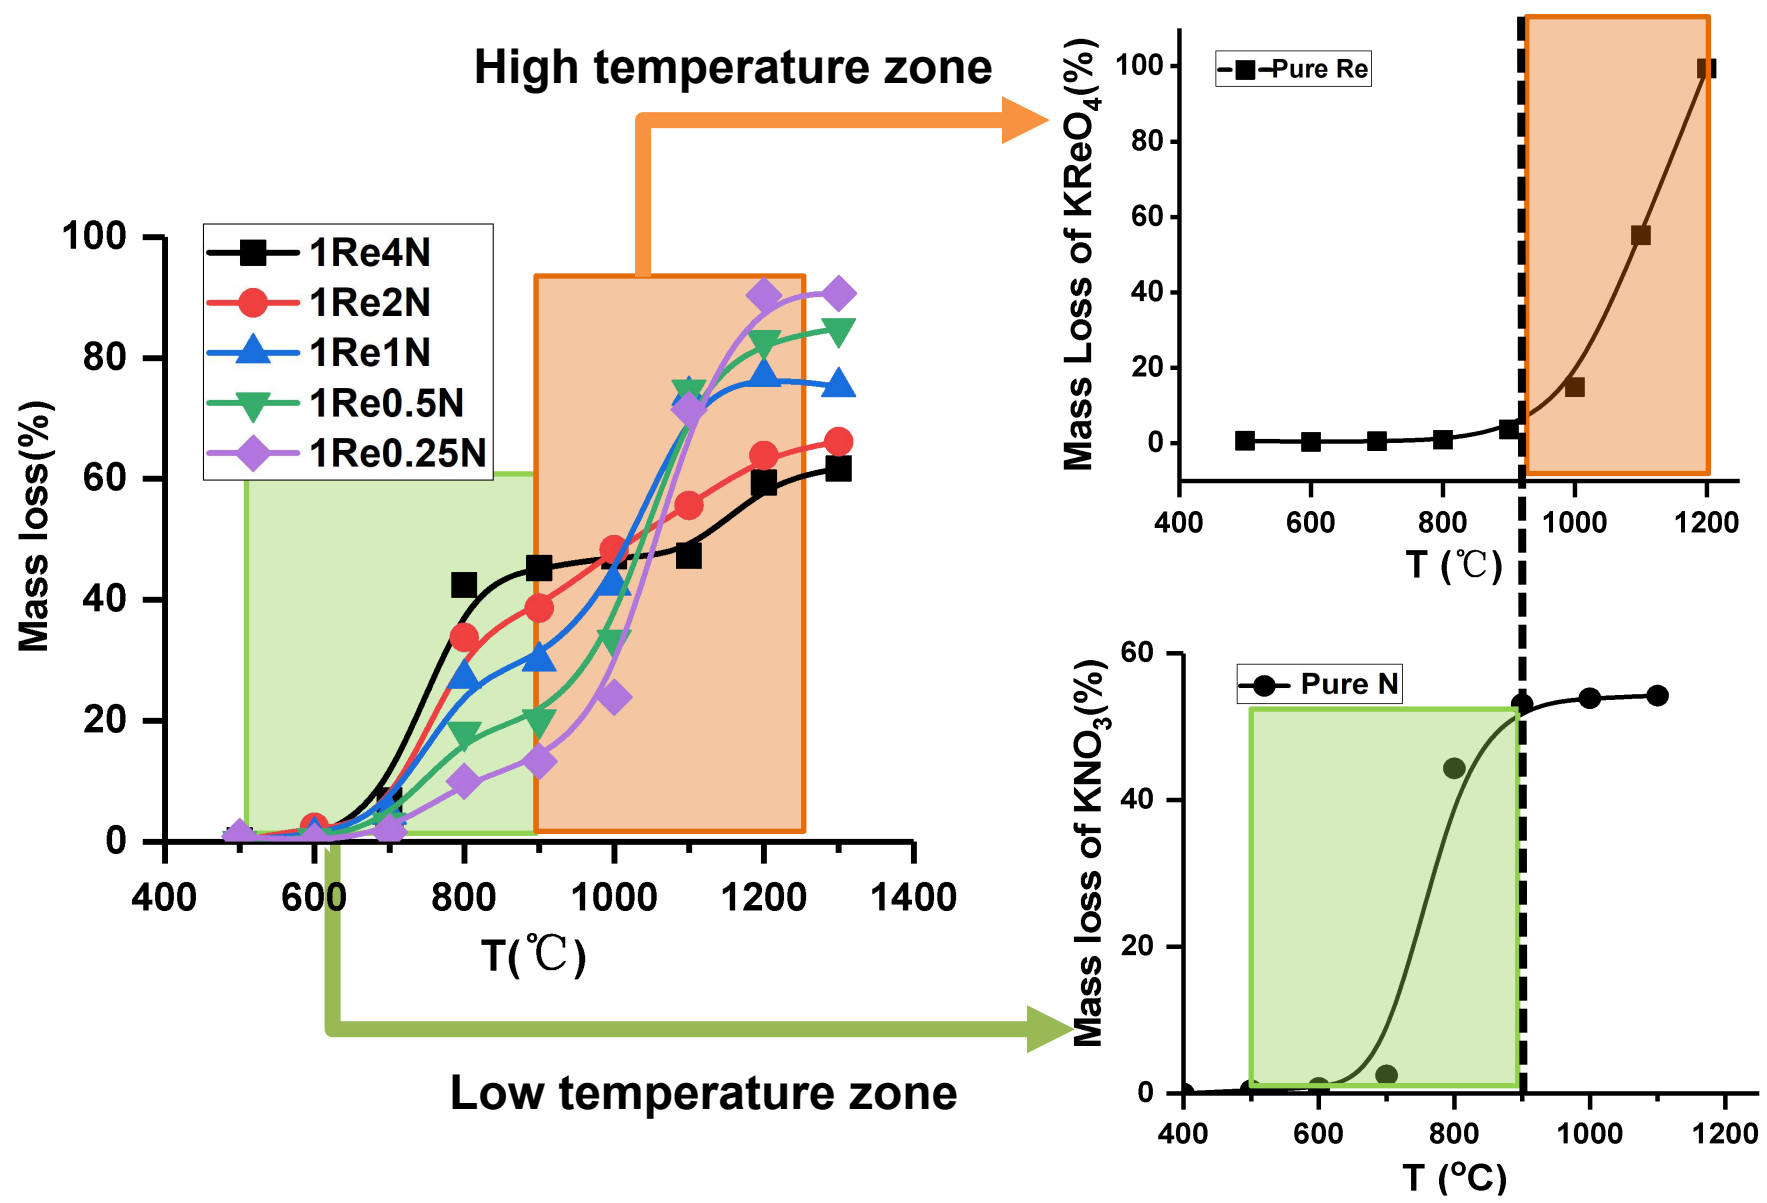 High temperature zone
Mass loss(%)
100
80
60
40
20
0
1Re4N
1Re2N
1Re1N
1Re0.5N
1Re0.25N
400
600
800
1000
1200
1400
T(℃)
Low temperature zone
Mass Loss of KReO4(%)
100
80
60
40
20
0
Pure Re
400
600
800
1000
1200
T (℃)
Mass loss of KNO3(%)
60
40
20
0
Pure N
400
600
800
1000
1200
T (oC)